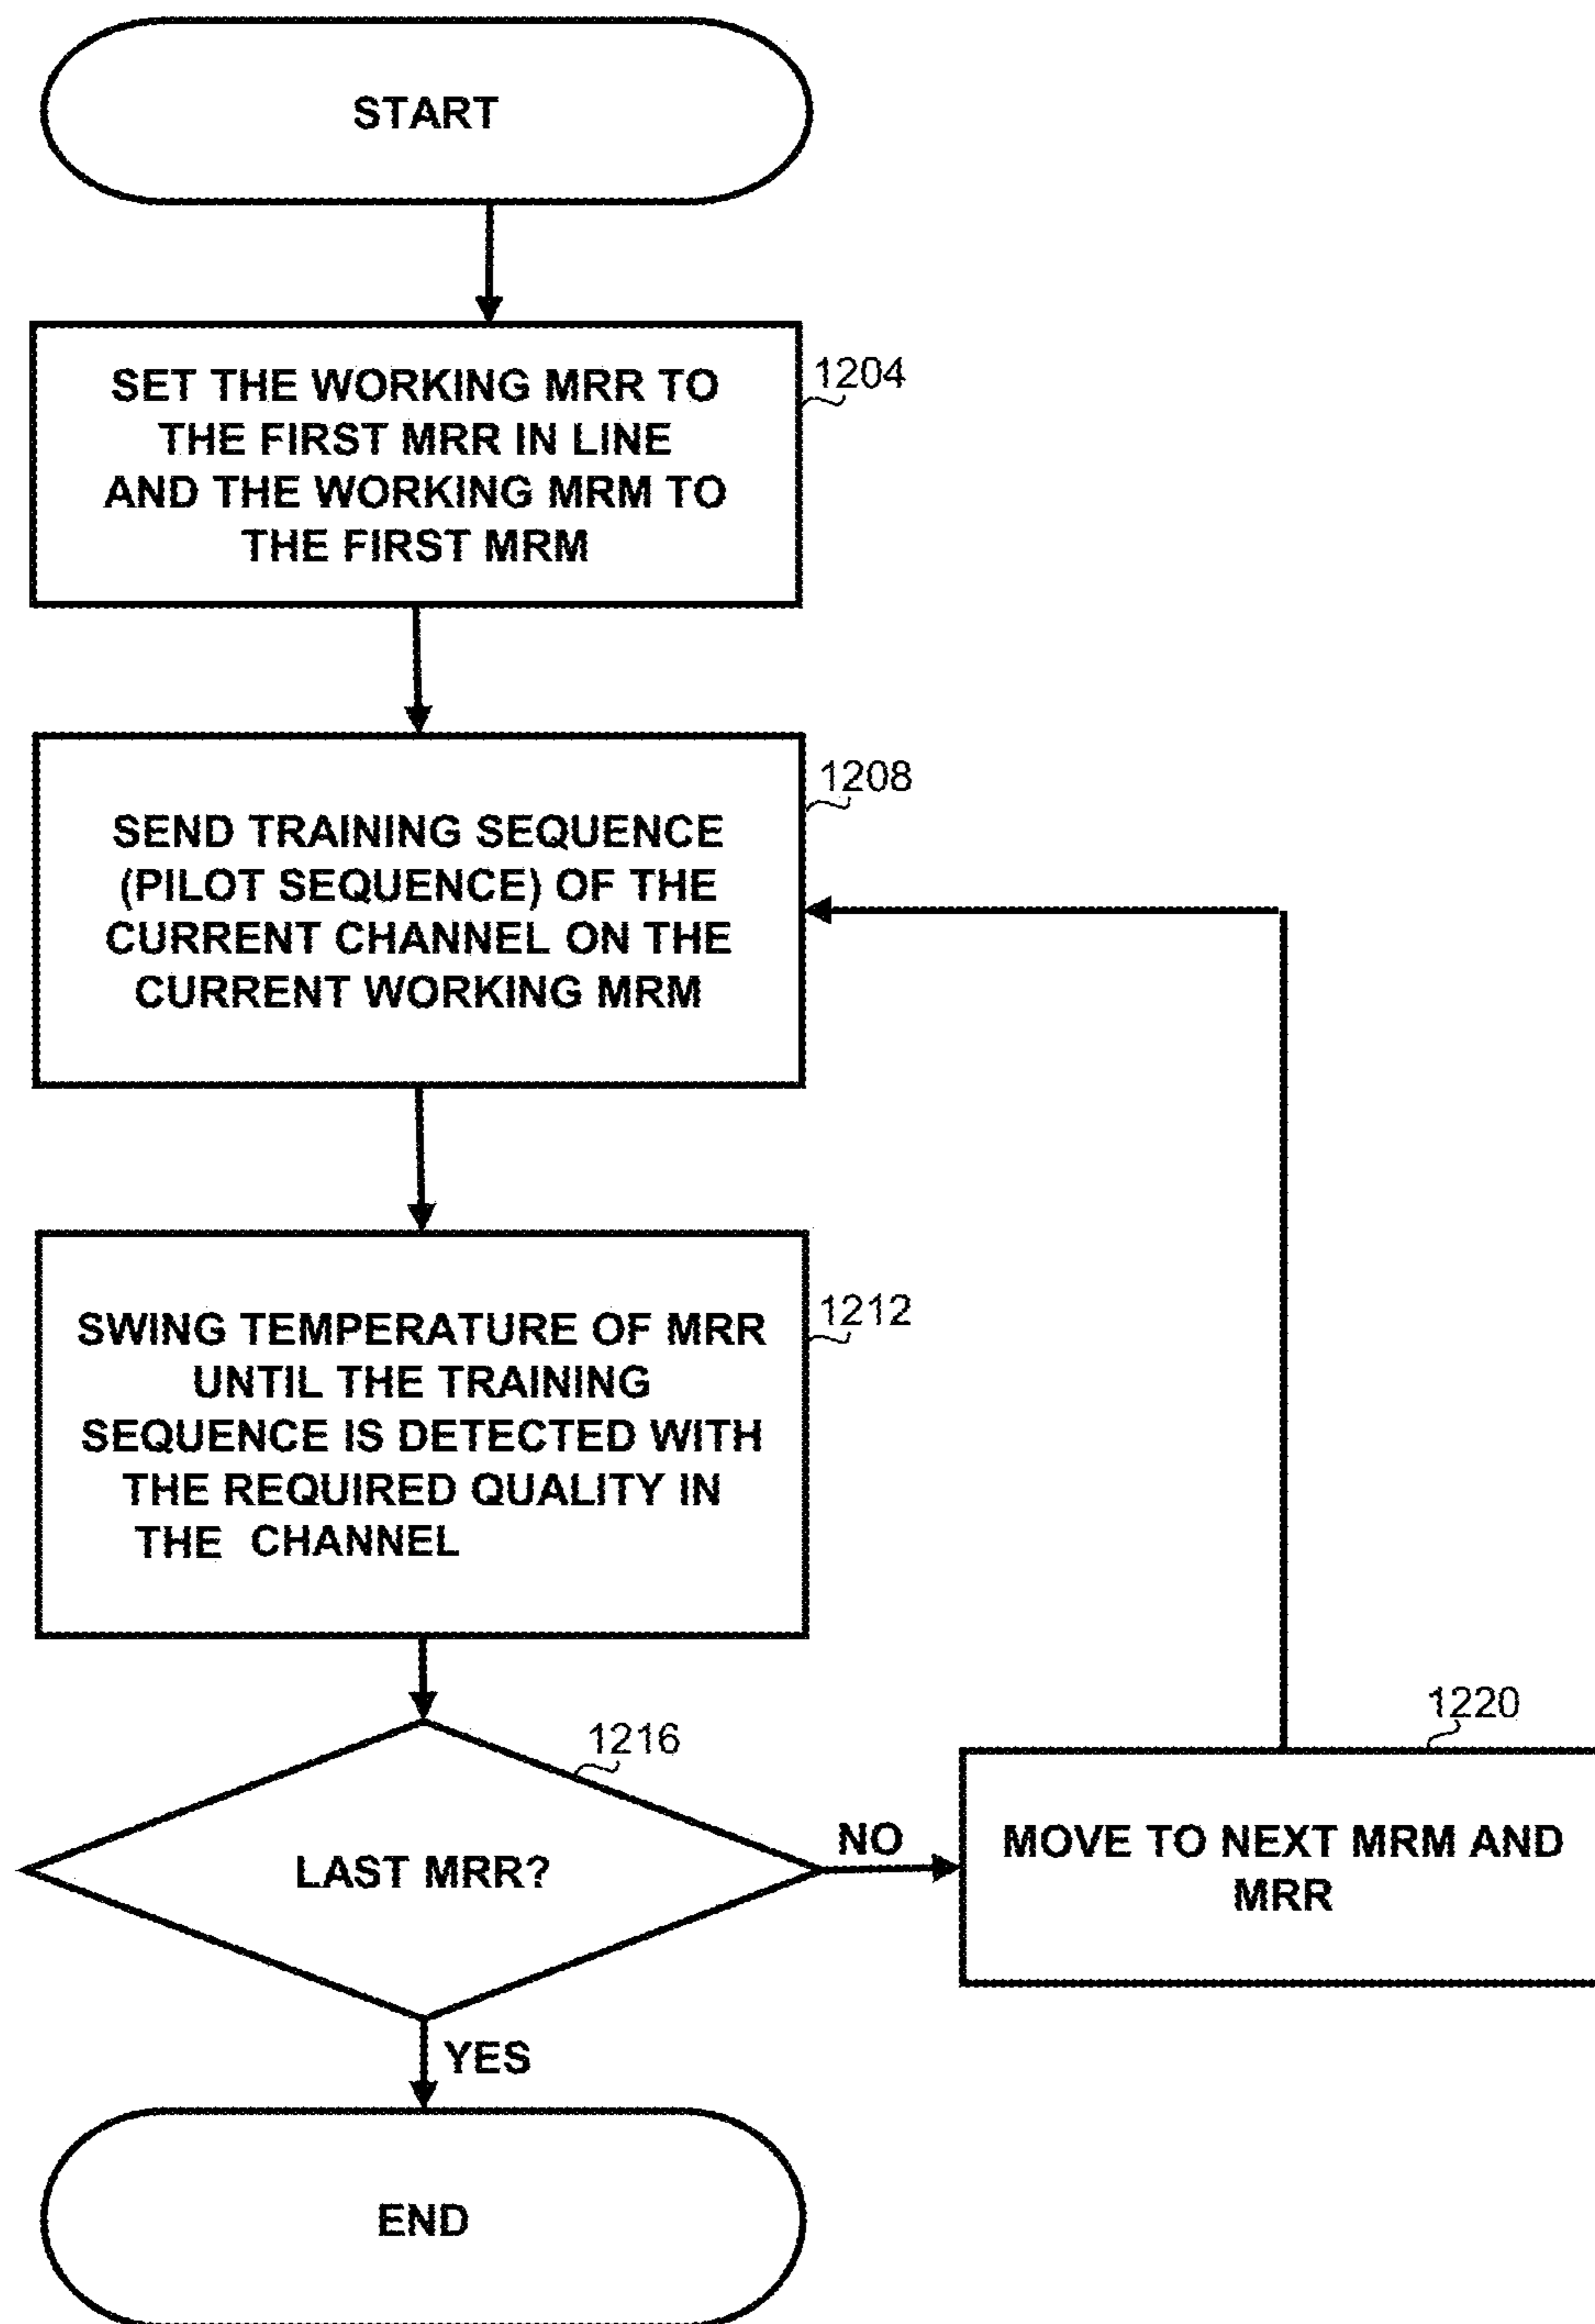 START
SET THE WORKING MRR TO
THE FIRST MRR IN LINE
AND THE WORKING MRM TO
THE FIRST MRM
1204
SEND TRAINING SEQUENCE
(PILOT SEQUENCE) OF THE
CURRENT CHANNEL ON THE
CURRENT WORKING MRM
1208
SWING TEMPERATURE OF MRR
UNTIL THE TRAINING
SEQUENCE IS DETECTED WITH
THE REQUIRED QUALITY IN
THE CHANNEL
1212
LAST MRR?
1216
NO
MOVE TO NEXT MRM AND
MRR
1220
YES
END